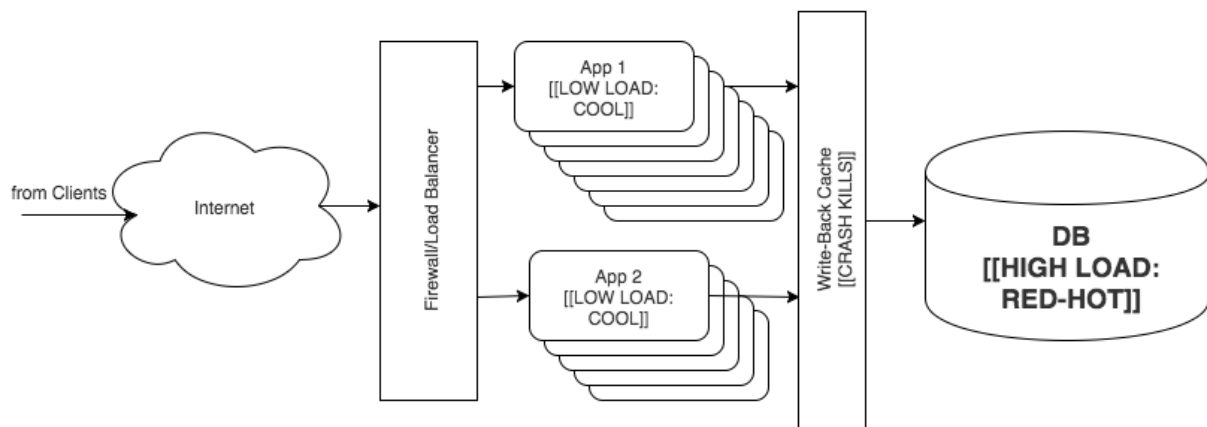 from Clients
Internet
Firewall/Load Balancer
App 1
[[LOW LOAD:
COOL]]
App 2
[[LOW LOAD:
COOL]]
Write-Back Cache
[[CRASH KILLS]]
DB
[[HIGH LOAD:
RED-HOT]]